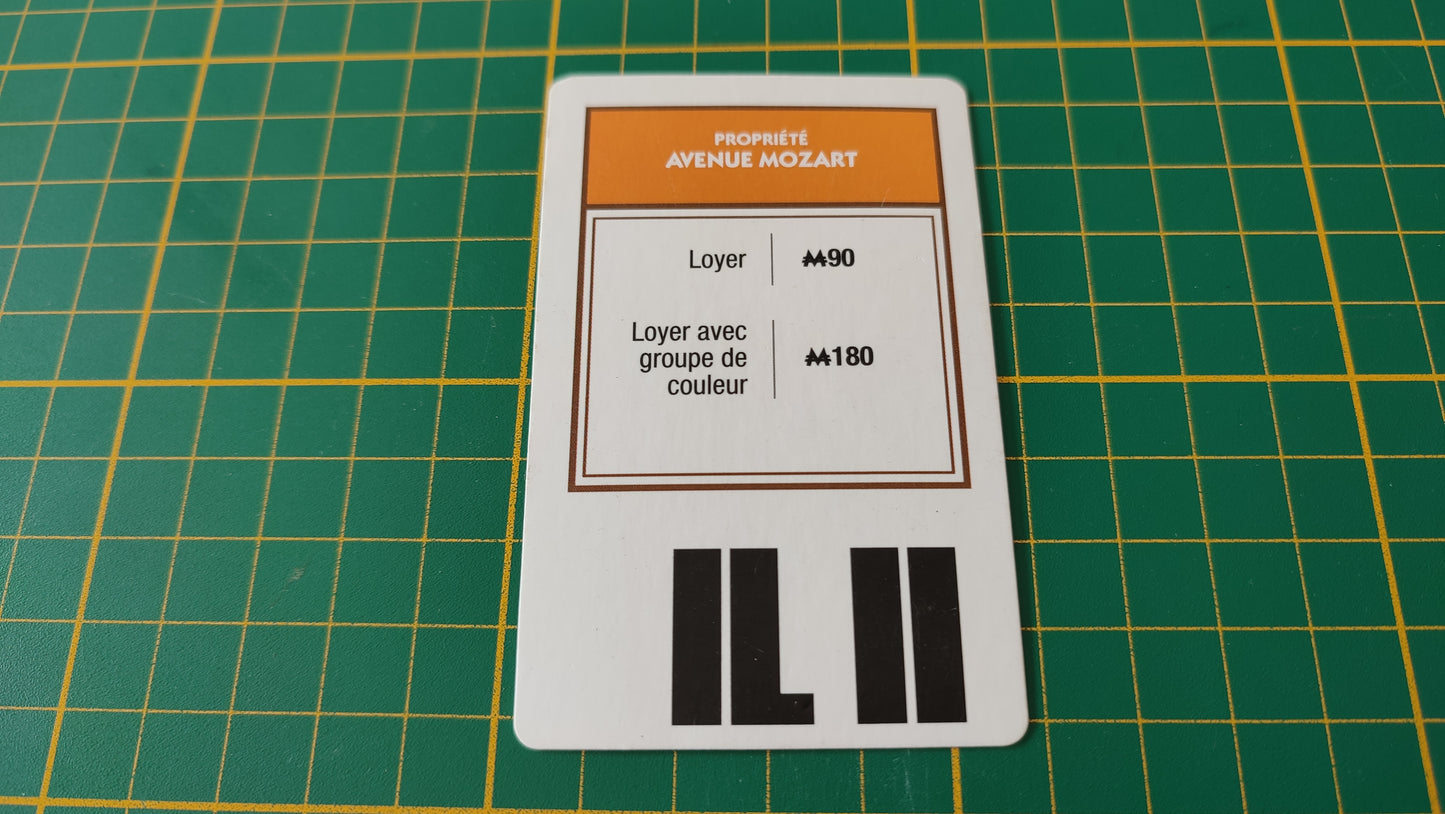 PROPRIÉTÉ
AVENUE MOZART
Loyer ₩90
Loyer avec
groupe de
couleur ₩180